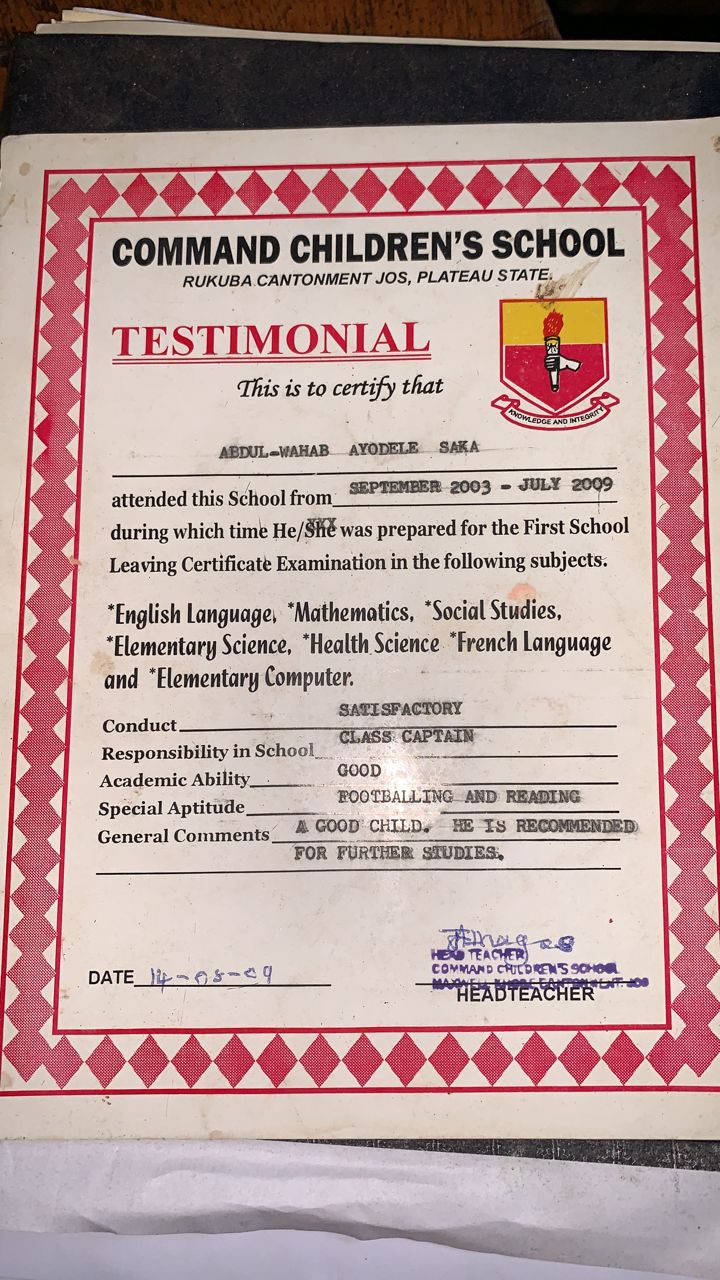 COMMAND CHILDREN'S SCHOOL
RUKUBA CANTONMENT JOS, PLATEAU STATE.
TESTIMONIAL
This is to certify that
KNOWLEDGE AND INTEGRITY
ABDUL-WAHAB AYODELE SAKA
attended this School from SEPTEMBER 2003 - JULY 2009
during which time He/She was prepared for the First School
Leaving Certificate Examination in the following subjects.
*English Language, *Mathematics, *Social Studies,
*Elementary Science, *Health Science *French Language
and *Elementary Computer.
Conduct SATISFACTORY
Responsibility in School CLASS CAPTAIN
Academic Ability GOOD
Special Aptitude FOOTBALLING AND READING
General Comments A GOOD CHILD. HE IS RECOMMENDED
FOR FURTHER STUDIES.
HEAD TEACHER
COMMAND CHILDREN'S SCHOOL
MAXWELL KHOBE CANTONMENT JOS
DATE 14-08-09
HEADTEACHER